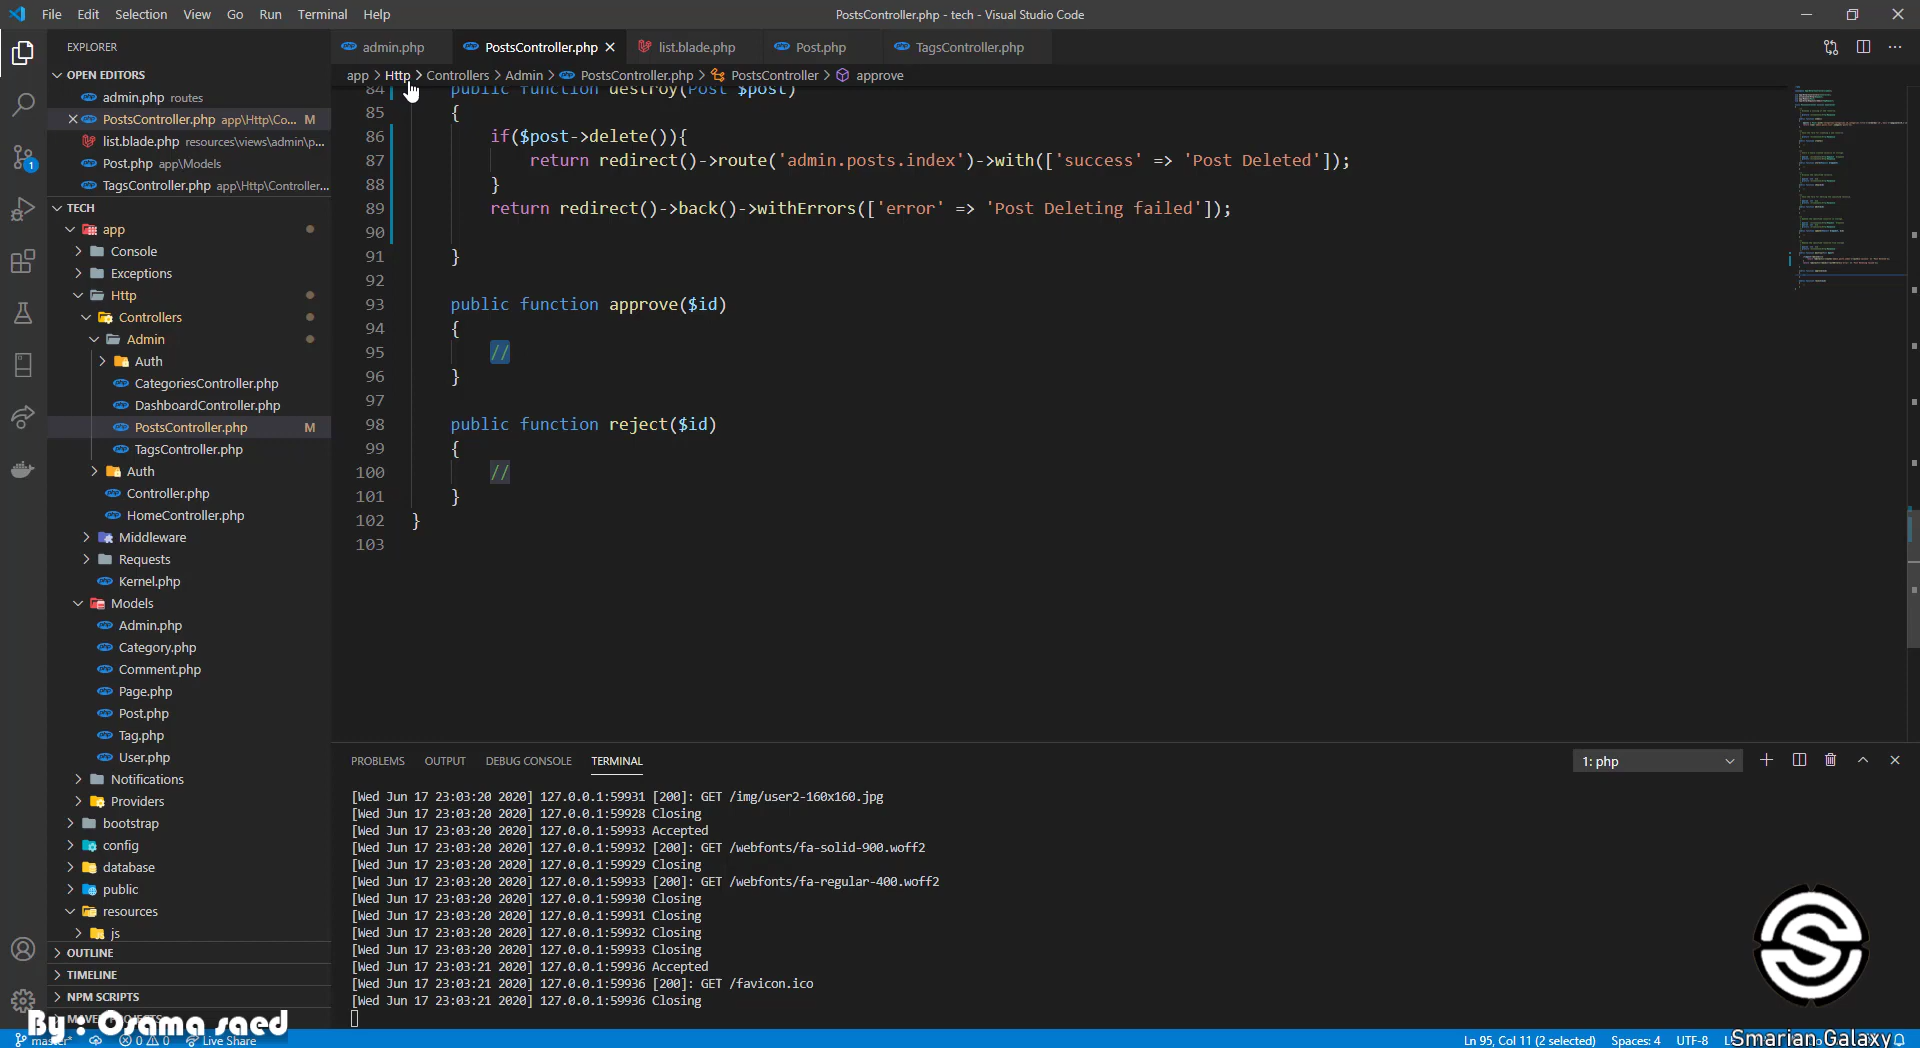 File Edit Selection View Go Run Terminal Help
PostsController.php - tech - Visual Studio Code
EXPLORER
admin.php PostsController.php list.blade.php Post.php TagsController.php
app > Http > Controllers > Admin > PostsController.php > PostsController > approve
OPEN EDITORS
admin.php routes
PostsController.php app\Http\Co... M
list.blade.php resources\views\admin\p...
Post.php app\Models
TagsController.php app\Http\Controller...
TECH
app
Console
Exceptions
Http
Controllers
Admin
Auth
CategoriesController.php
DashboardController.php
PostsController.php M
TagsController.php
Auth
Controller.php
HomeController.php
Middleware
Requests
Kernel.php
Models
Admin.php
Category.php
Comment.php
Page.php
Post.php
Tag.php
User.php
Notifications
Providers
bootstrap
config
database
public
resources
js
OUTLINE
TIMELINE
NPM SCRIPTS
84 public function destroy(Post $post)
85 {
86 if($post->delete()){
87 return redirect()->route('admin.posts.index')->with(['success' => 'Post Deleted']);
88 }
89 return redirect()->back()->withErrors(['error' => 'Post Deleting failed']);
90
91 }
92
93 public function approve($id)
94 {
95 //
96 }
97
98 public function reject($id)
99 {
100 //
101 }
102 }
103
PROBLEMS OUTPUT DEBUG CONSOLE TERMINAL
1: php
[Wed Jun 17 23:03:20 2020] 127.0.0.1:59931 [200]: GET /img/user2-160x160.jpg
[Wed Jun 17 23:03:20 2020] 127.0.0.1:59928 Closing
[Wed Jun 17 23:03:20 2020] 127.0.0.1:59933 Accepted
[Wed Jun 17 23:03:20 2020] 127.0.0.1:59932 [200]: GET /webfonts/fa-solid-900.woff2
[Wed Jun 17 23:03:20 2020] 127.0.0.1:59929 Closing
[Wed Jun 17 23:03:20 2020] 127.0.0.1:59933 [200]: GET /webfonts/fa-regular-400.woff2
[Wed Jun 17 23:03:20 2020] 127.0.0.1:59930 Closing
[Wed Jun 17 23:03:20 2020] 127.0.0.1:59931 Closing
[Wed Jun 17 23:03:20 2020] 127.0.0.1:59932 Closing
[Wed Jun 17 23:03:20 2020] 127.0.0.1:59933 Closing
[Wed Jun 17 23:03:21 2020] 127.0.0.1:59936 Accepted
[Wed Jun 17 23:03:21 2020] 127.0.0.1:59936 [200]: GET /favicon.ico
[Wed Jun 17 23:03:21 2020] 127.0.0.1:59936 Closing
By : Osama saed
Smarian Galaxy
master* 0 0 Live Share
Ln 95, Col 11 (2 selected) Spaces: 4 UTF-8
1